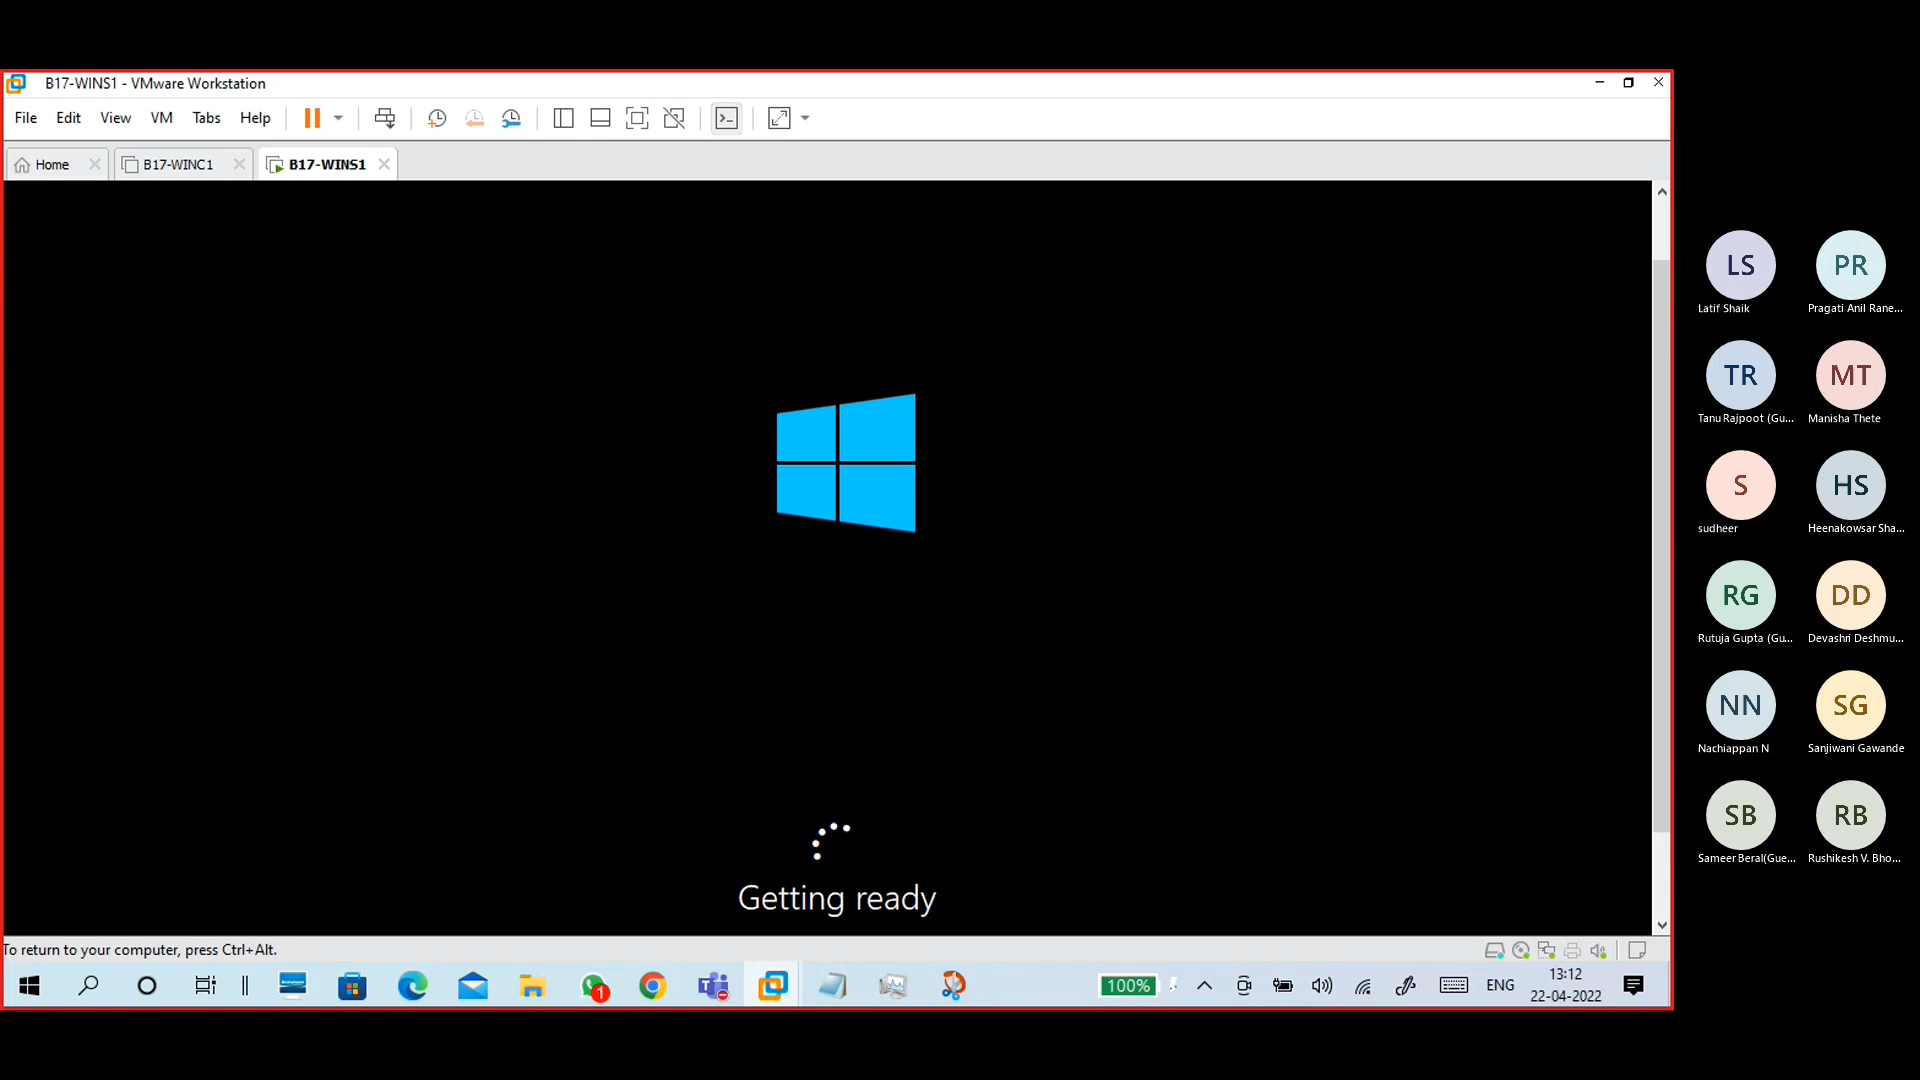 B17-WINS1 - VMware Workstation
File Edit View VM Tabs Help
Home B17-WINC1 B17-WINS1
Getting ready
To return to your computer, press Ctrl+Alt.
1
100%
ENG
13:12
22-04-2022
LS PR
Latif Shaik Pragati Anil Rane...
TR MT
Tanu Rajpoot (Gu... Manisha Thete
S HS
sudheer Heenakowsar Sha...
RG DD
Rutuja Gupta (Gu... Devashri Deshmu...
NN SG
Nachiappan N Sanjiwani Gawande
SB RB
Sameer Beral(Gue... Rushikesh V. Bho...